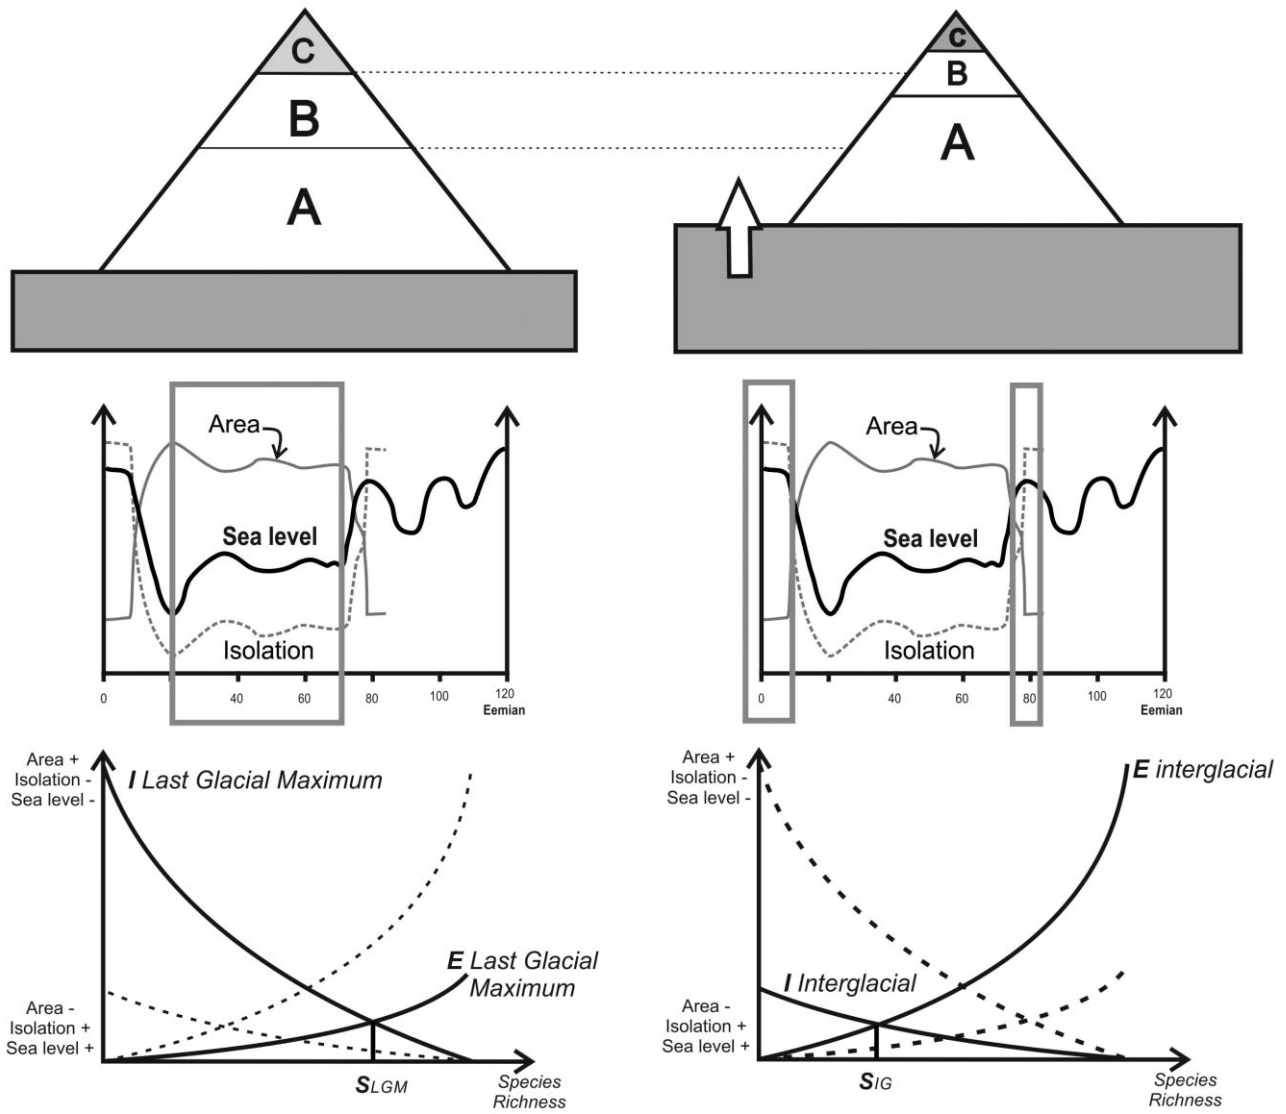 C
B
A
c
B
A
Area
Sea level
Isolation
0
40
60
80
100
120
Eemian
Area
Sea level
Isolation
0
40
60
80
100
120
Eemian
Area +
Isolation -
Sea level -
I Last Glacial Maximum
E Last Glacial
Maximum
Area -
Isolation +
Sea level +
SLGM
Species
Richness
Area +
Isolation -
Sea level -
E interglacial
I Interglacial
Area -
Isolation +
Sea level +
SIG
Species
Richness